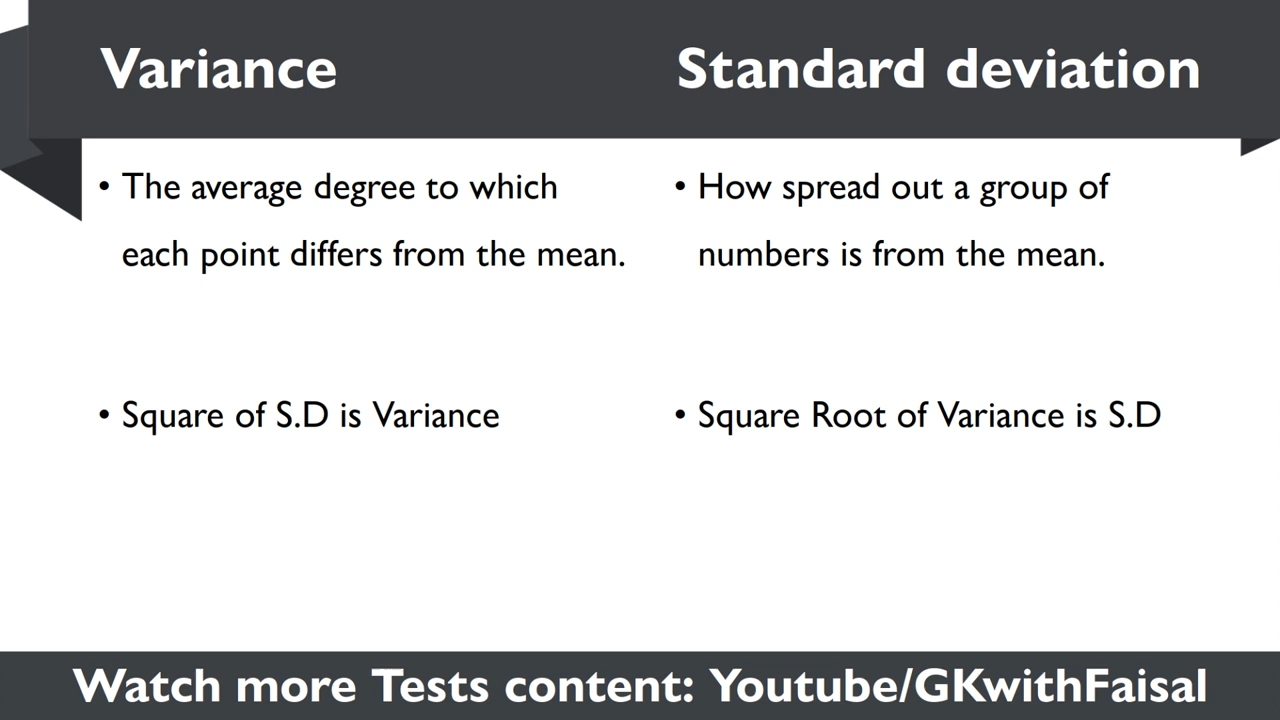 Variance
Standard deviation
• The average degree to which
each point differs from the mean.
• Square of S.D is Variance
• How spread out a group of
numbers is from the mean.
• Square Root of Variance is S.D
Watch more Tests content: Youtube/GKwithFaisal